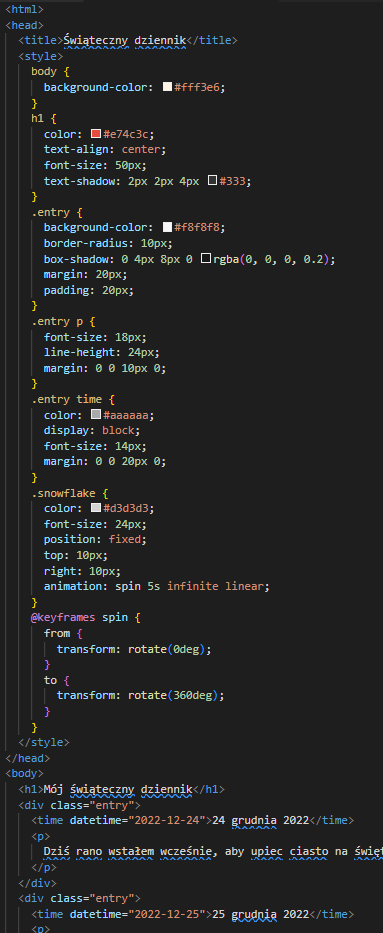 <html>
<head>
<title>Świąteczny dziennik</title>
<style>
body {
background-color: #fff3e6;
}
h1 {
color: #e74c3c;
text-align: center;
font-size: 50px;
text-shadow: 2px 2px 4px #333;
}
.entry {
background-color: #f8f8f8;
border-radius: 10px;
box-shadow: 0 4px 8px 0 rgba(0, 0, 0, 0.2);
margin: 20px;
padding: 20px;
}
.entry p {
font-size: 18px;
line-height: 24px;
margin: 0 0 10px 0;
}
.entry time {
color: #aaaaaa;
display: block;
font-size: 14px;
margin: 0 0 20px 0;
}
.snowflake {
color: #d3d3d3;
font-size: 24px;
position: fixed;
top: 10px;
right: 10px;
animation: spin 5s infinite linear;
}
@keyframes spin {
from {
transform: rotate(0deg);
}
to {
transform: rotate(360deg);
}
}
</style>
</head>
<body>
<h1>Mój świąteczny dziennik</h1>
<div class="entry">
<time datetime="2022-12-24">24 grudnia 2022</time>
<p>
Dziś rano wstałem wcześnie, aby upiec ciasto na
</p>
</div>
<div class="entry">
<time datetime="2022-12-25">25 grudnia 2022</time>
<p>